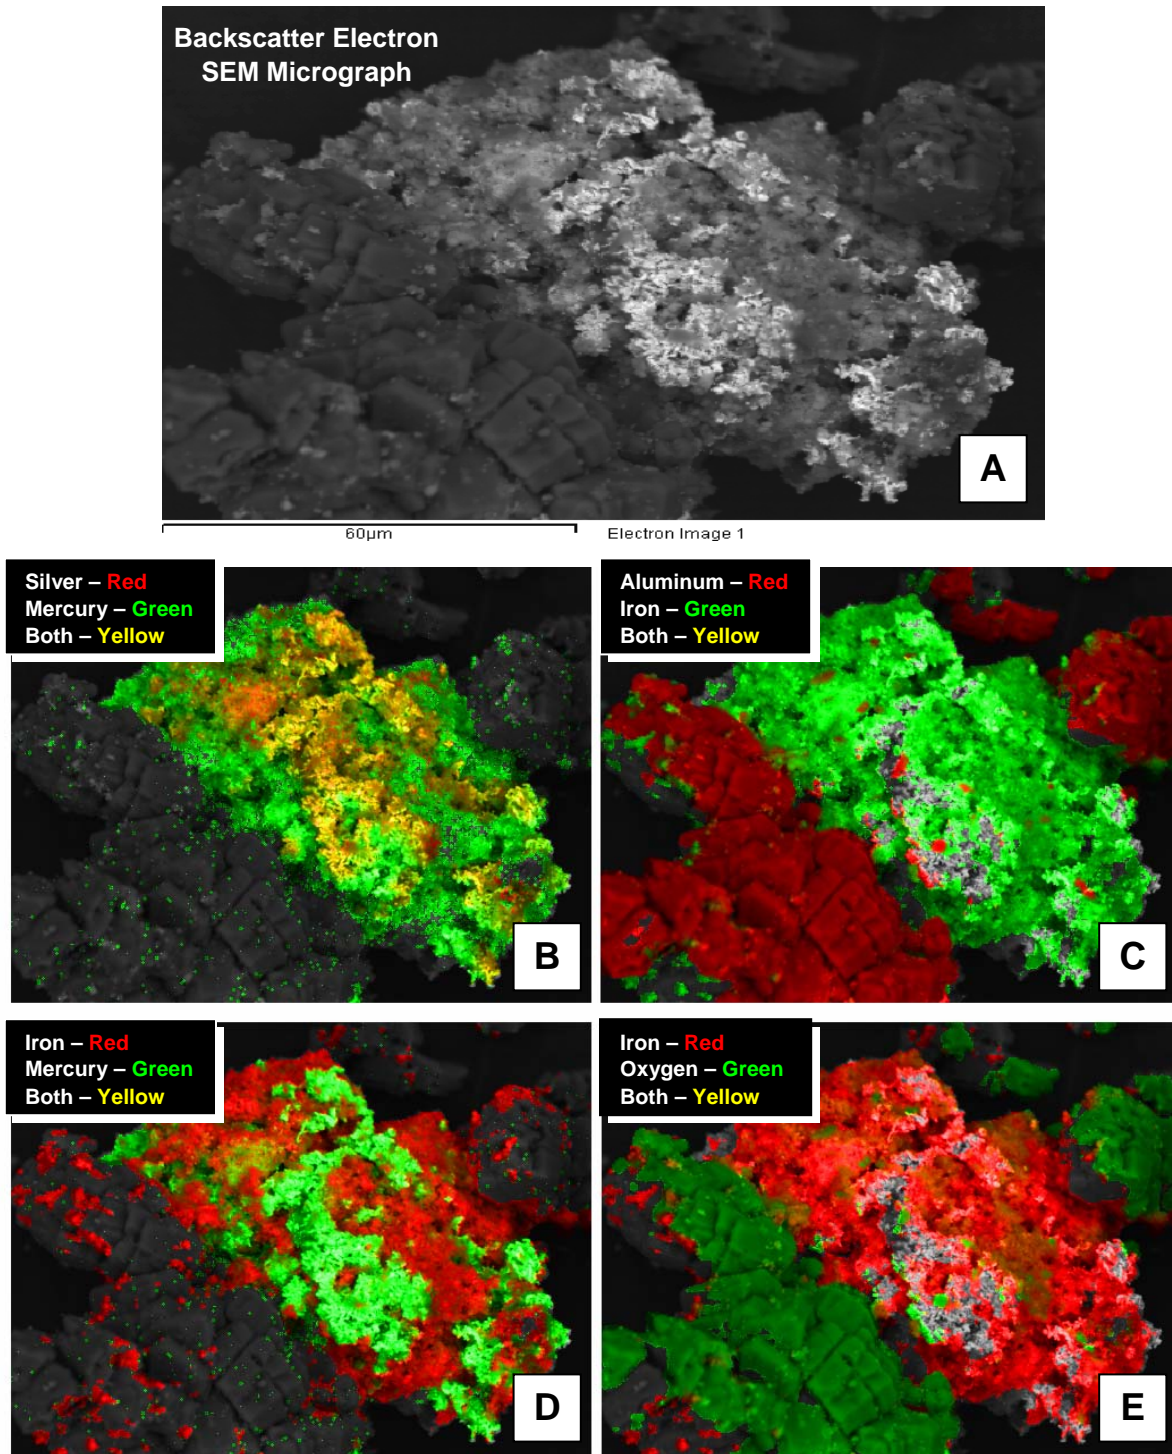 Backscatter Electron
SEM Micrograph
A
60µm
Electron Image 1
Silver – Red
Mercury – Green
Both – Yellow
B
Aluminum – Red
Iron – Green
Both – Yellow
C
Iron – Red
Mercury – Green
Both – Yellow
D
Iron – Red
Oxygen – Green
Both – Yellow
E